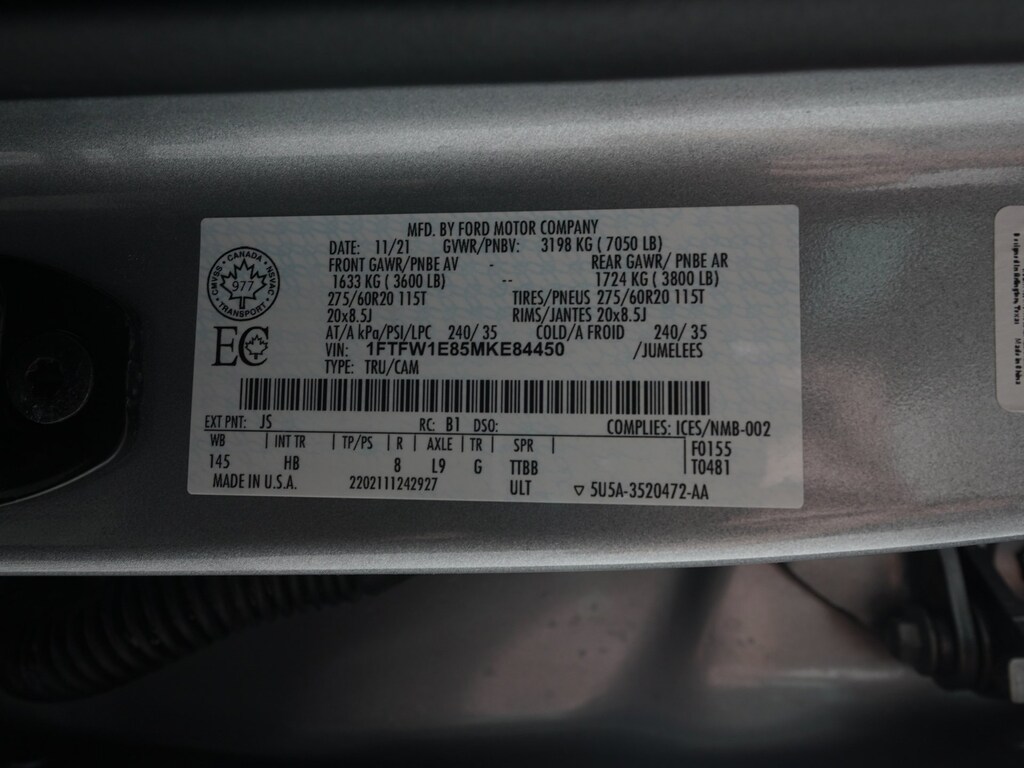 MFD. BY FORD MOTOR COMPANY
DATE: 11/21 GVWR/PNBV: 3198 KG ( 7050 LB)
FRONT GAWR/PNBE AV - REAR GAWR/ PNBE AR
1633 KG ( 3600 LB) -- 1724 KG ( 3800 LB)
275/60R20 115T TIRES/PNEUS 275/60R20 115T
20x8.5J RIMS/JANTES 20x8.5J
AT/A kPa/PSI/LPC 240/ 35 COLD/A FROID 240/ 35
VIN: 1FTFW1E85MKE84450 /JUMELEES
TYPE: TRU/CAM
CMVSS • CANADA • NSVAC • TRANSPORT •
977
EC
EXT PNT: JS RC: B1 DSO: COMPLIES: ICES/NMB-002
WB INT TR TP/PS R AXLE TR SPR F0155
145 HB 8 L9 G TTBB T0481
MADE IN U.S.A. 2202111242927 ULT ▽ 5U5A-3520472-AA